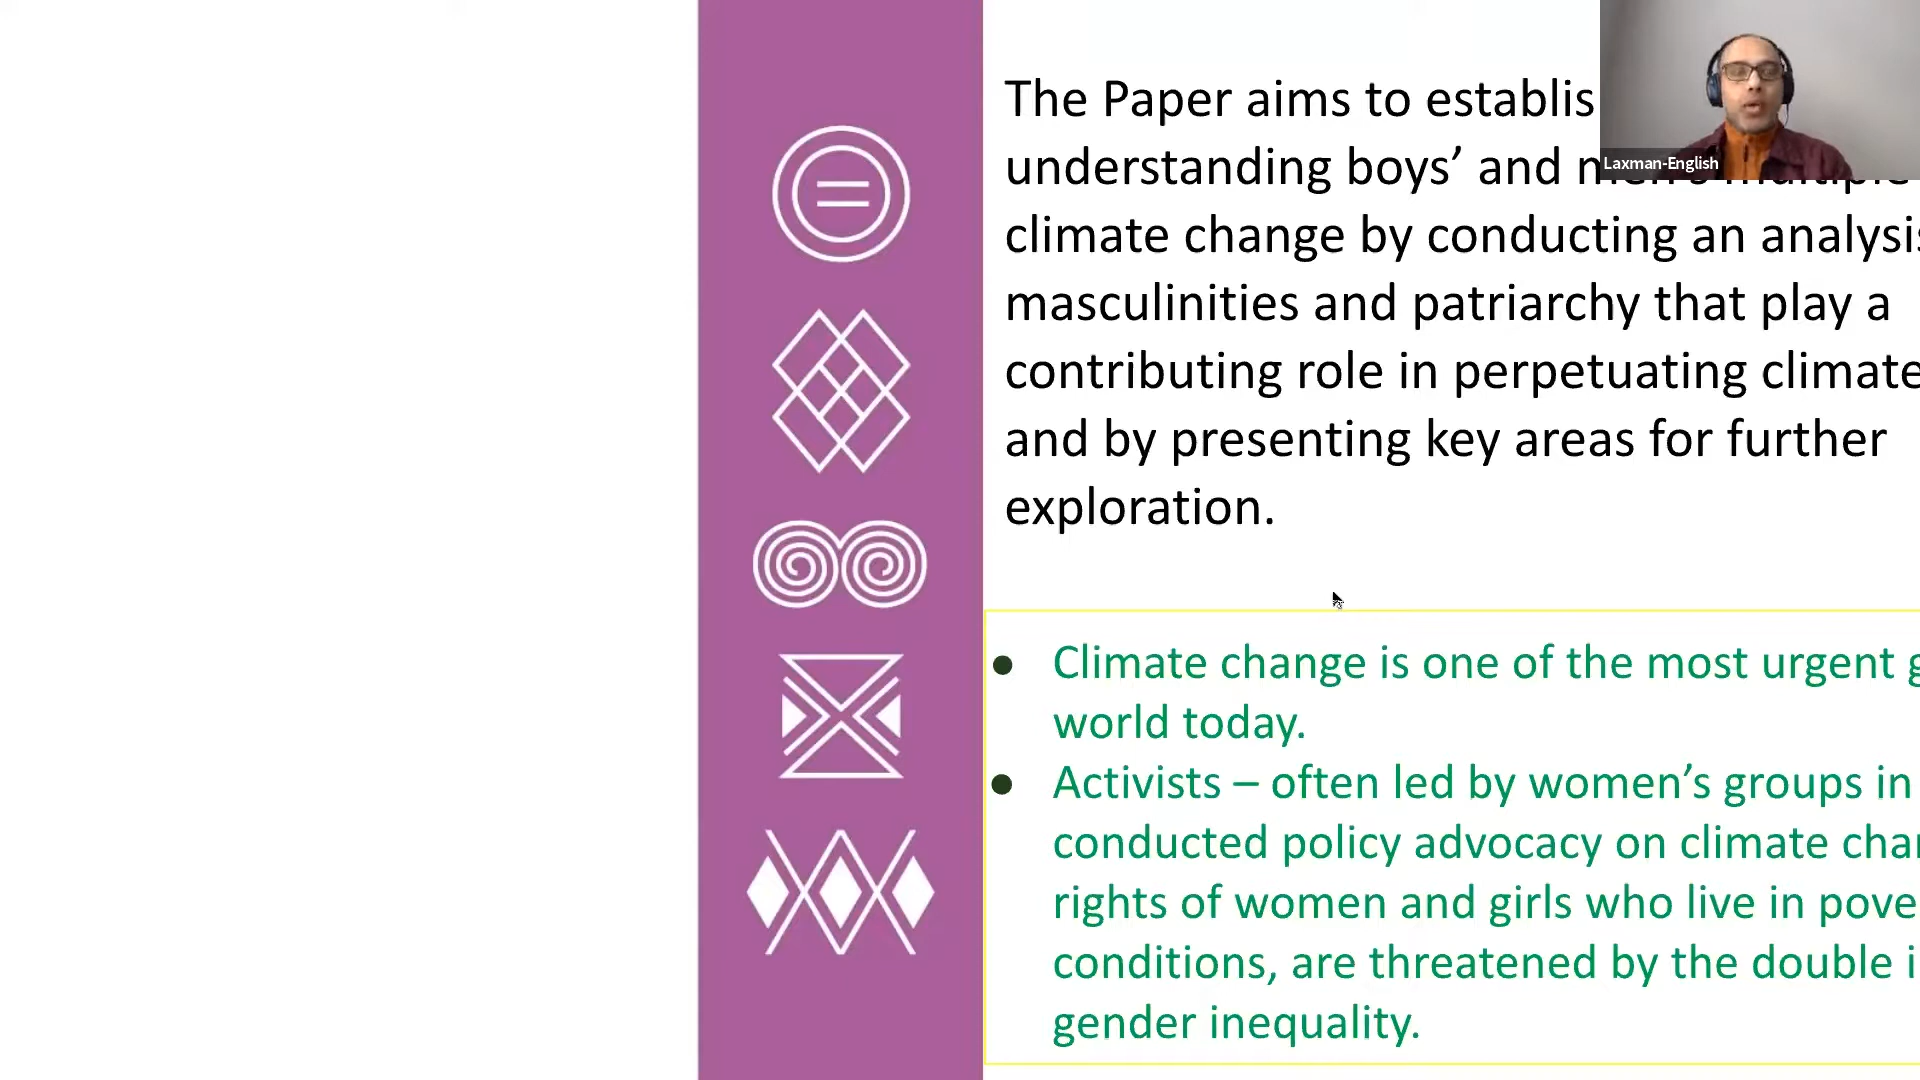 The Paper aims to establis
understanding boys’ and men's multiple
climate change by conducting an analysis
masculinities and patriarchy that play a
contributing role in perpetuating climate
and by presenting key areas for further
exploration.
Laxman-English
Climate change is one of the most urgent g
world today.
Activists – often led by women’s groups in
conducted policy advocacy on climate cha
rights of women and girls who live in pove
conditions, are threatened by the double i
gender inequality.